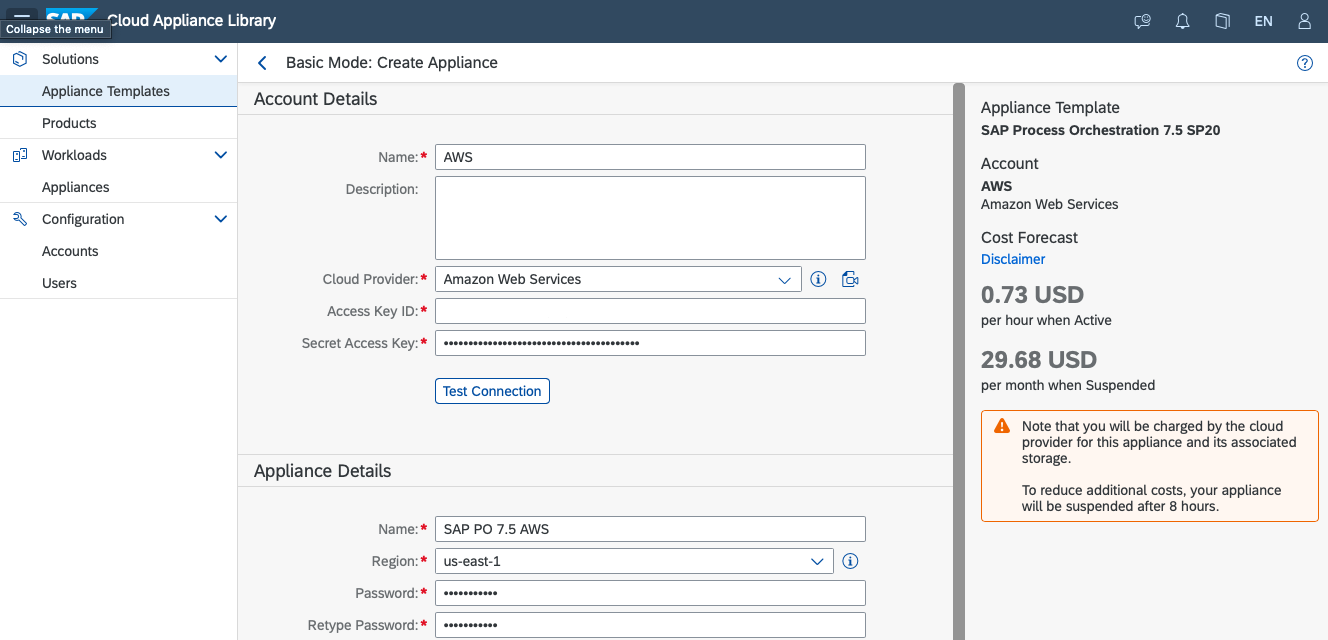 SAP
Cloud Appliance Library
EN
Collapse the menu
Solutions
Appliance Templates
Products
Workloads
Appliances
Configuration
Accounts
Users
Basic Mode: Create Appliance
Account Details
Name:*
AWS
Description:
Cloud Provider:*
Amazon Web Services
Access Key ID:*
Secret Access Key:*
Test Connection
Appliance Details
Name:*
SAP PO 7.5 AWS
Region:*
us-east-1
Password:*
Retype Password:*
Appliance Template
SAP Process Orchestration 7.5 SP20
Account
AWS
Amazon Web Services
Cost Forecast
Disclaimer
0.73 USD
per hour when Active
29.68 USD
per month when Suspended
Note that you will be charged by the cloud
provider for this appliance and its associated
storage.
To reduce additional costs, your appliance
will be suspended after 8 hours.